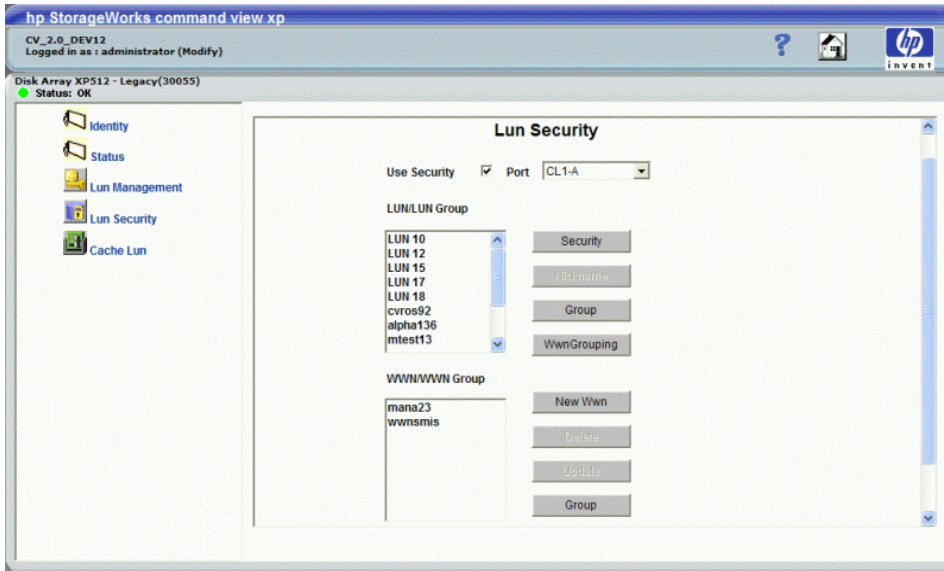 hp StorageWorks command view xp
CV_2.0_DEV12
Logged in as : administrator (Modify)
?
hp
invent
Disk Array XP512 - Legacy(30055)
Status: OK
Identity
Status
Lun Management
Lun Security
Cache Lun
Lun Security
Use Security Port CL1-A
LUN/LUN Group
LUN 10
LUN 12
LUN 15
LUN 17
LUN 18
cvros92
alpha136
mtest13
Security
Nickname
Group
WwnGrouping
WWN/WWN Group
mana23
wwnsmis
New Wwn
Delete
Update
Group